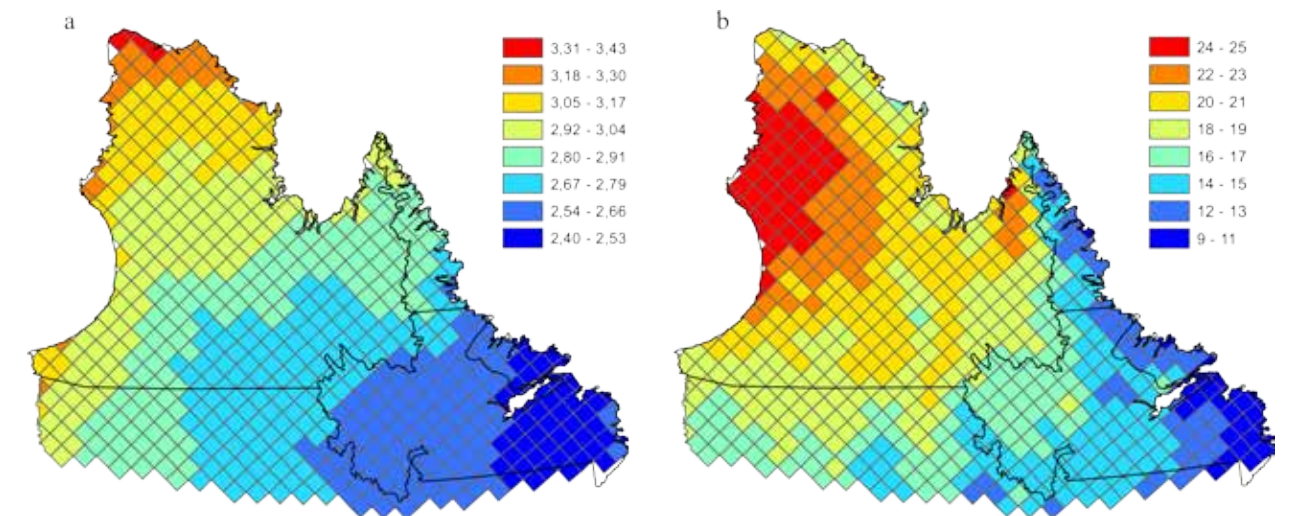 a
3,31 - 3,43
3,18 - 3,30
3,05 - 3,17
2,92 - 3,04
2,80 - 2,91
2,67 - 2,79
2,54 - 2,66
2,40 - 2,53
b
24 - 25
22 - 23
20 - 21
18 - 19
16 - 17
14 - 15
12 - 13
9 - 11